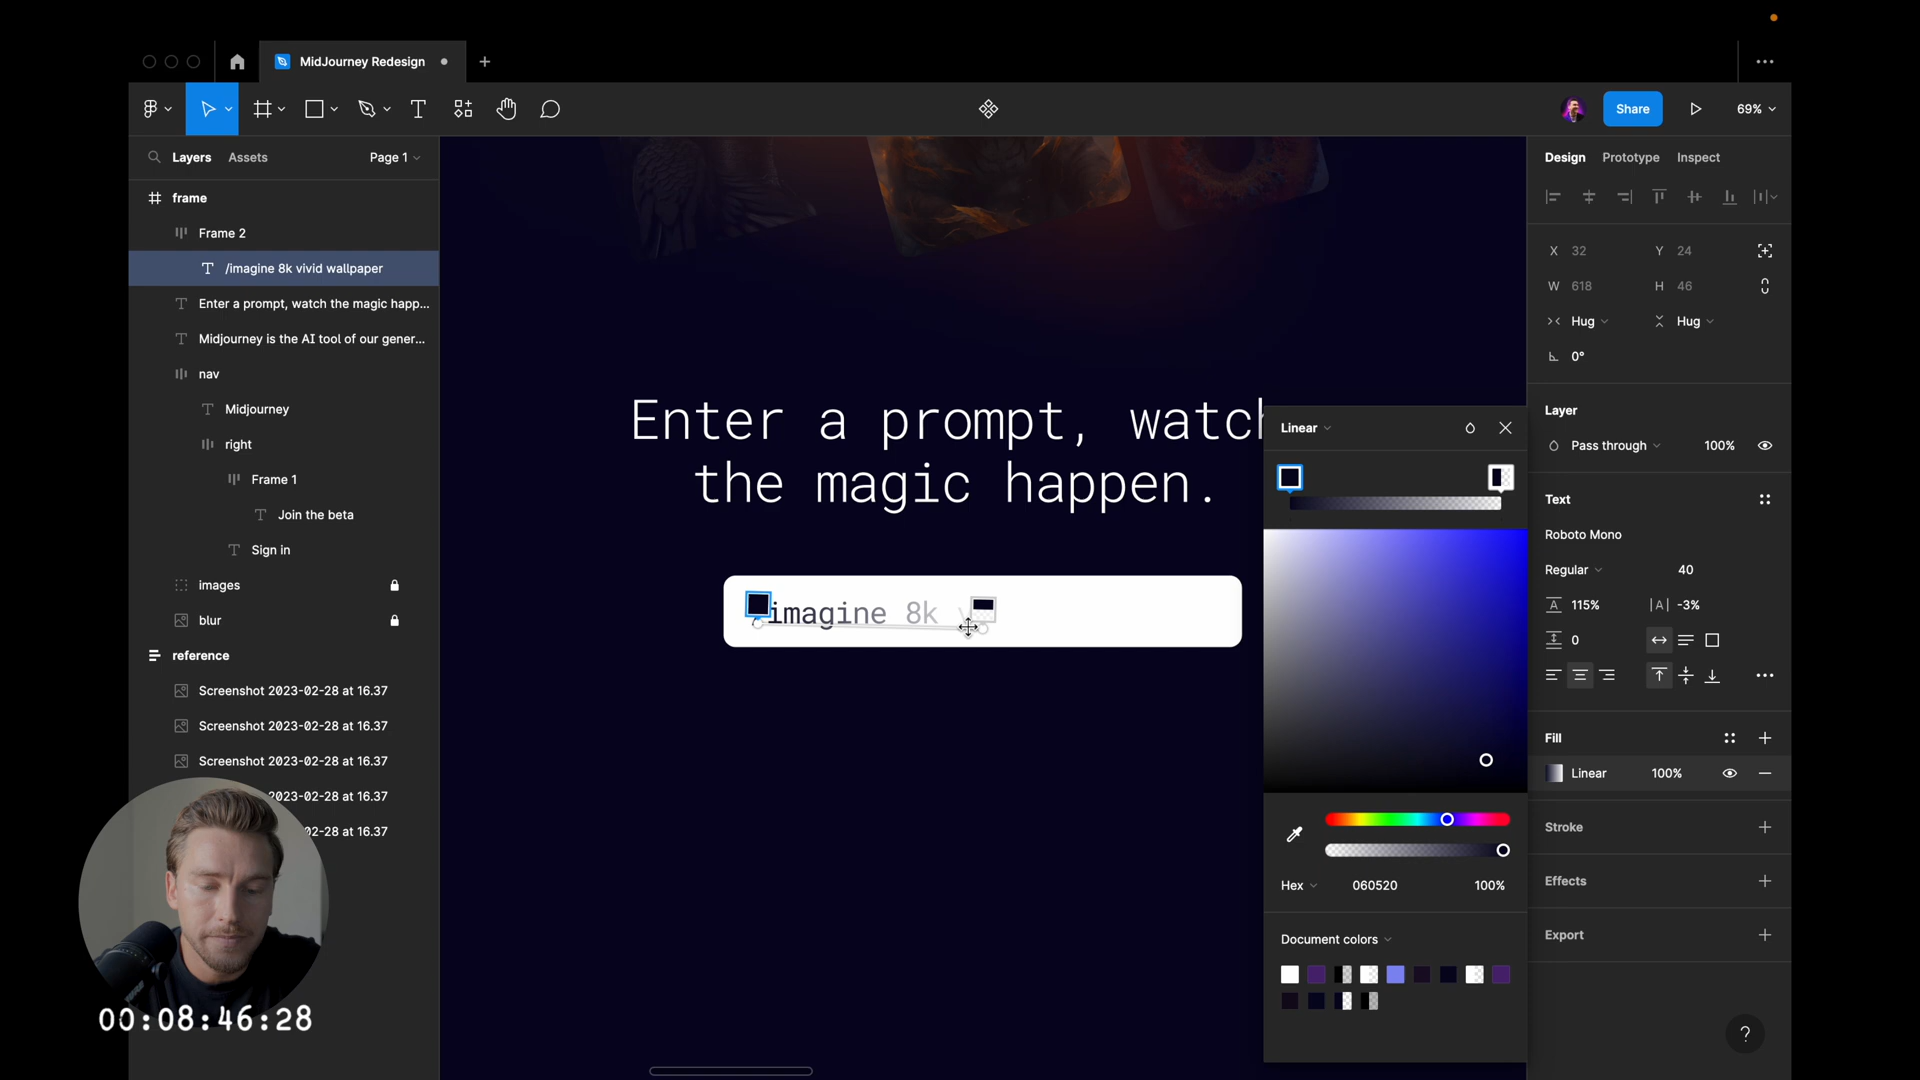 MidJourney Redesign
Share
69%
Layers Assets Page 1
frame
Frame 2
/imagine 8k vivid wallpaper
Enter a prompt, watch the magic happ...
Midjourney is the AI tool of our gener...
nav
Midjourney
right
Frame 1
Join the beta
Sign in
images
blur
reference
Screenshot 2023-02-28 at 16.37
Screenshot 2023-02-28 at 16.37
Screenshot 2023-02-28 at 16.37
2023-02-28 at 16.37
02-28 at 16.37
00:08:46:28
Enter a prompt, watch
the magic happen.
/imagine 8k v
Linear
Hex 060520 100%
Document colors
Design Prototype Inspect
X 32 Y 24
W 618 H 46
Hug Hug
0°
Layer
Pass through 100%
Text
Roboto Mono
Regular 40
115% |A| -3%
0
Fill
Linear 100%
Stroke
Effects
Export
?